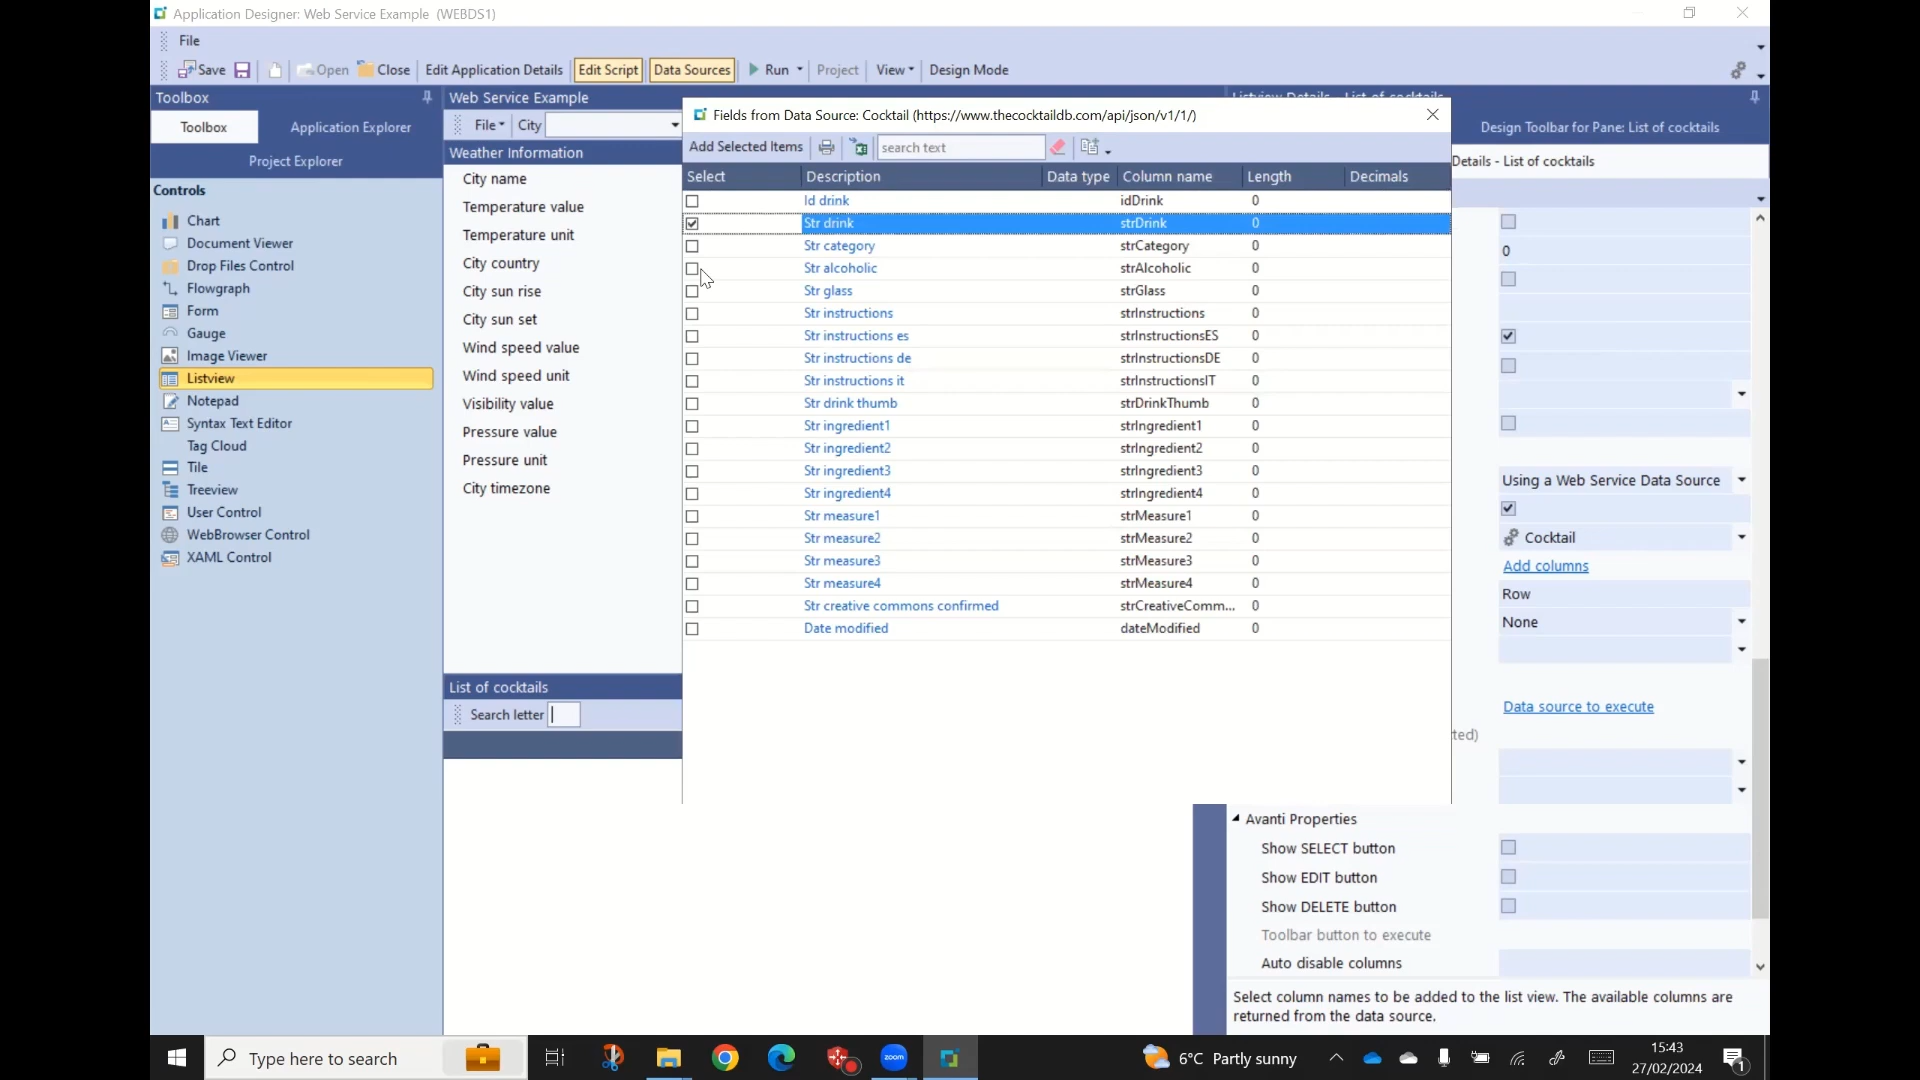 Application Designer: Web Service Example (WEBDS1)
File
Save Open Close Edit Application Details Edit Script Data Sources Run Project View Design Mode
Toolbox
Toolbox Application Explorer
Project Explorer
Controls
Chart
Document Viewer
Drop Files Control
Flowgraph
Form
Gauge
Image Viewer
Listview
Notepad
Syntax Text Editor
Tag Cloud
Tile
Treeview
User Control
WebBrowser Control
XAML Control
Web Service Example
File City
Weather Information
City name
Temperature value
Temperature unit
City country
City sun rise
City sun set
Wind speed value
Wind speed unit
Visibility value
Pressure value
Pressure unit
City timezone
List of cocktails
Search letter
Fields from Data Source: Cocktail (https://www.thecocktaildb.com/api/json/v1/1/)
Add Selected Items search text
Select Description Data type Column name Length Decimals
Id drink idDrink 0
Str drink strDrink 0
Str category strCategory 0
Str alcoholic strAlcoholic 0
Str glass strGlass 0
Str instructions strInstructions 0
Str instructions es strInstructionsES 0
Str instructions de strInstructionsDE 0
Str instructions it strInstructionsIT 0
Str drink thumb strDrinkThumb 0
Str ingredient1 strIngredient1 0
Str ingredient2 strIngredient2 0
Str ingredient3 strIngredient3 0
Str ingredient4 strIngredient4 0
Str measure1 strMeasure1 0
Str measure2 strMeasure2 0
Str measure3 strMeasure3 0
Str measure4 strMeasure4 0
Str creative commons confirmed strCreativeComm... 0
Date modified dateModified 0
Listview Details - List of cocktails
Design Toolbar for Pane: List of cocktails
Details - List of cocktails
0
Using a Web Service Data Source
Cocktail
Add columns
Row
None
Data source to execute
ted)
Avanti Properties
Show SELECT button
Show EDIT button
Show DELETE button
Toolbar button to execute
Auto disable columns
Select column names to be added to the list view. The available columns are
returned from the data source.
Type here to search
zoom
6°C Partly sunny
15:43
27/02/2024
1